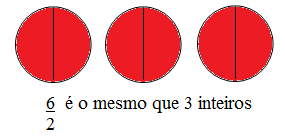 6 é o mesmo que 3 inteiros
2